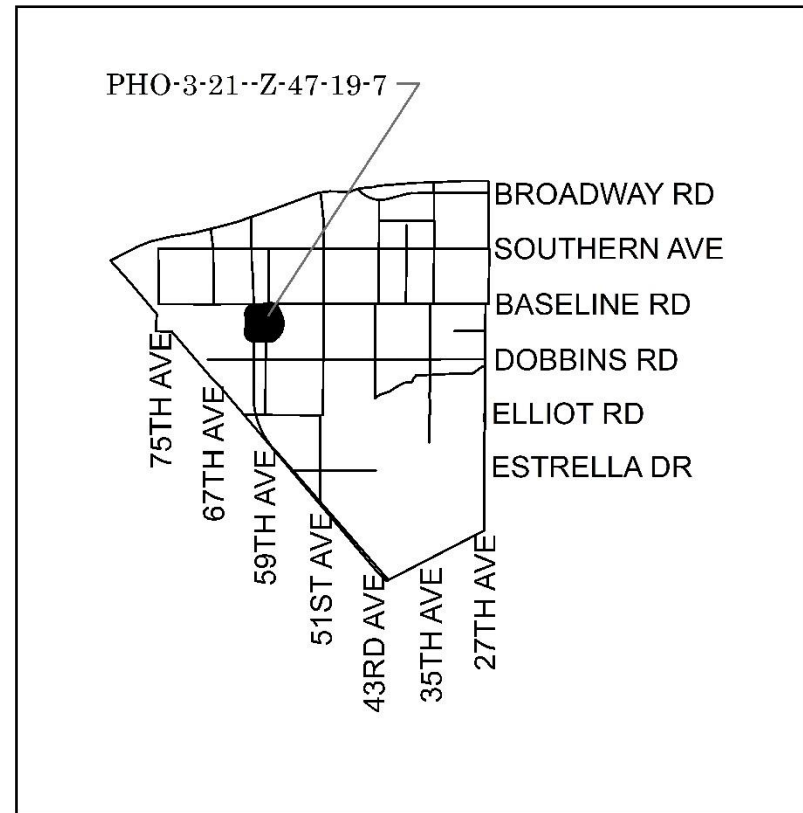 PHO-3-21--Z-47-19-7
BROADWAY RD
SOUTHERN AVE
BASELINE RD
DOBBINS RD
ELLIOT RD
ESTRELLA DR
75TH AVE
67TH AVE
59TH AVE
51ST AVE
43RD AVE
35TH AVE
27TH AVE